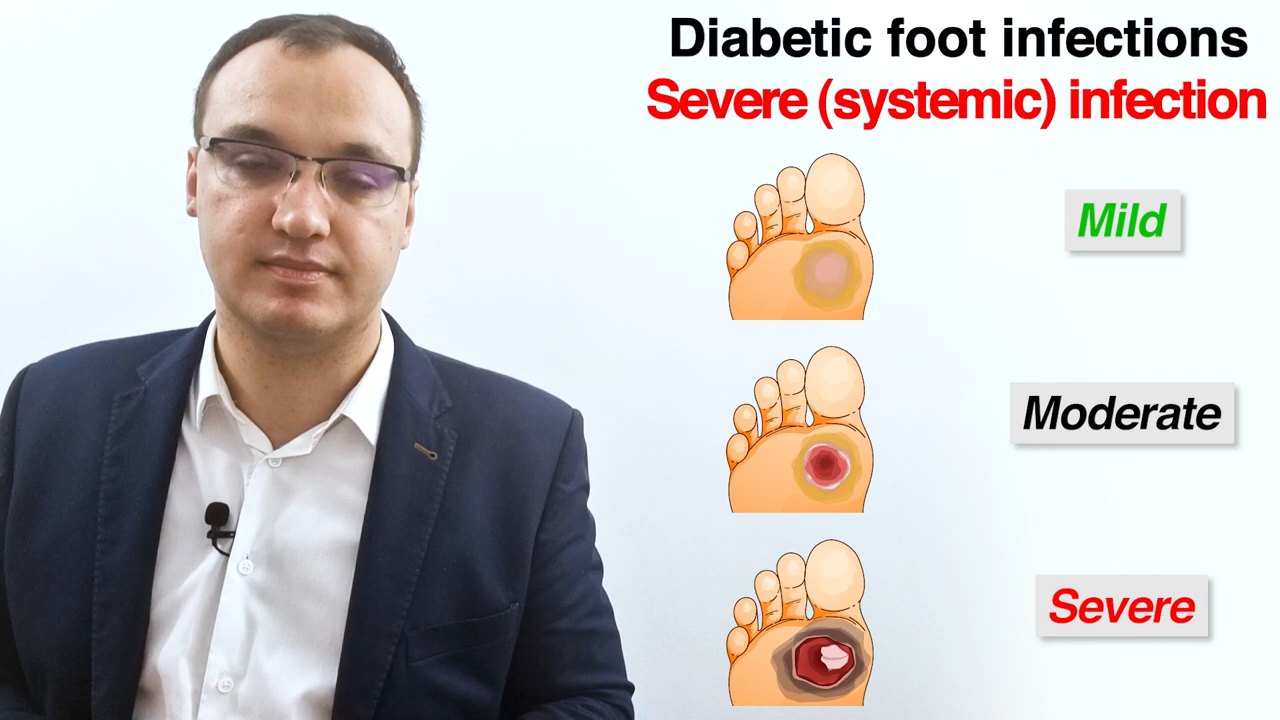 Diabetic foot infections
Severe (systemic) infection
Mild
Moderate
Severe